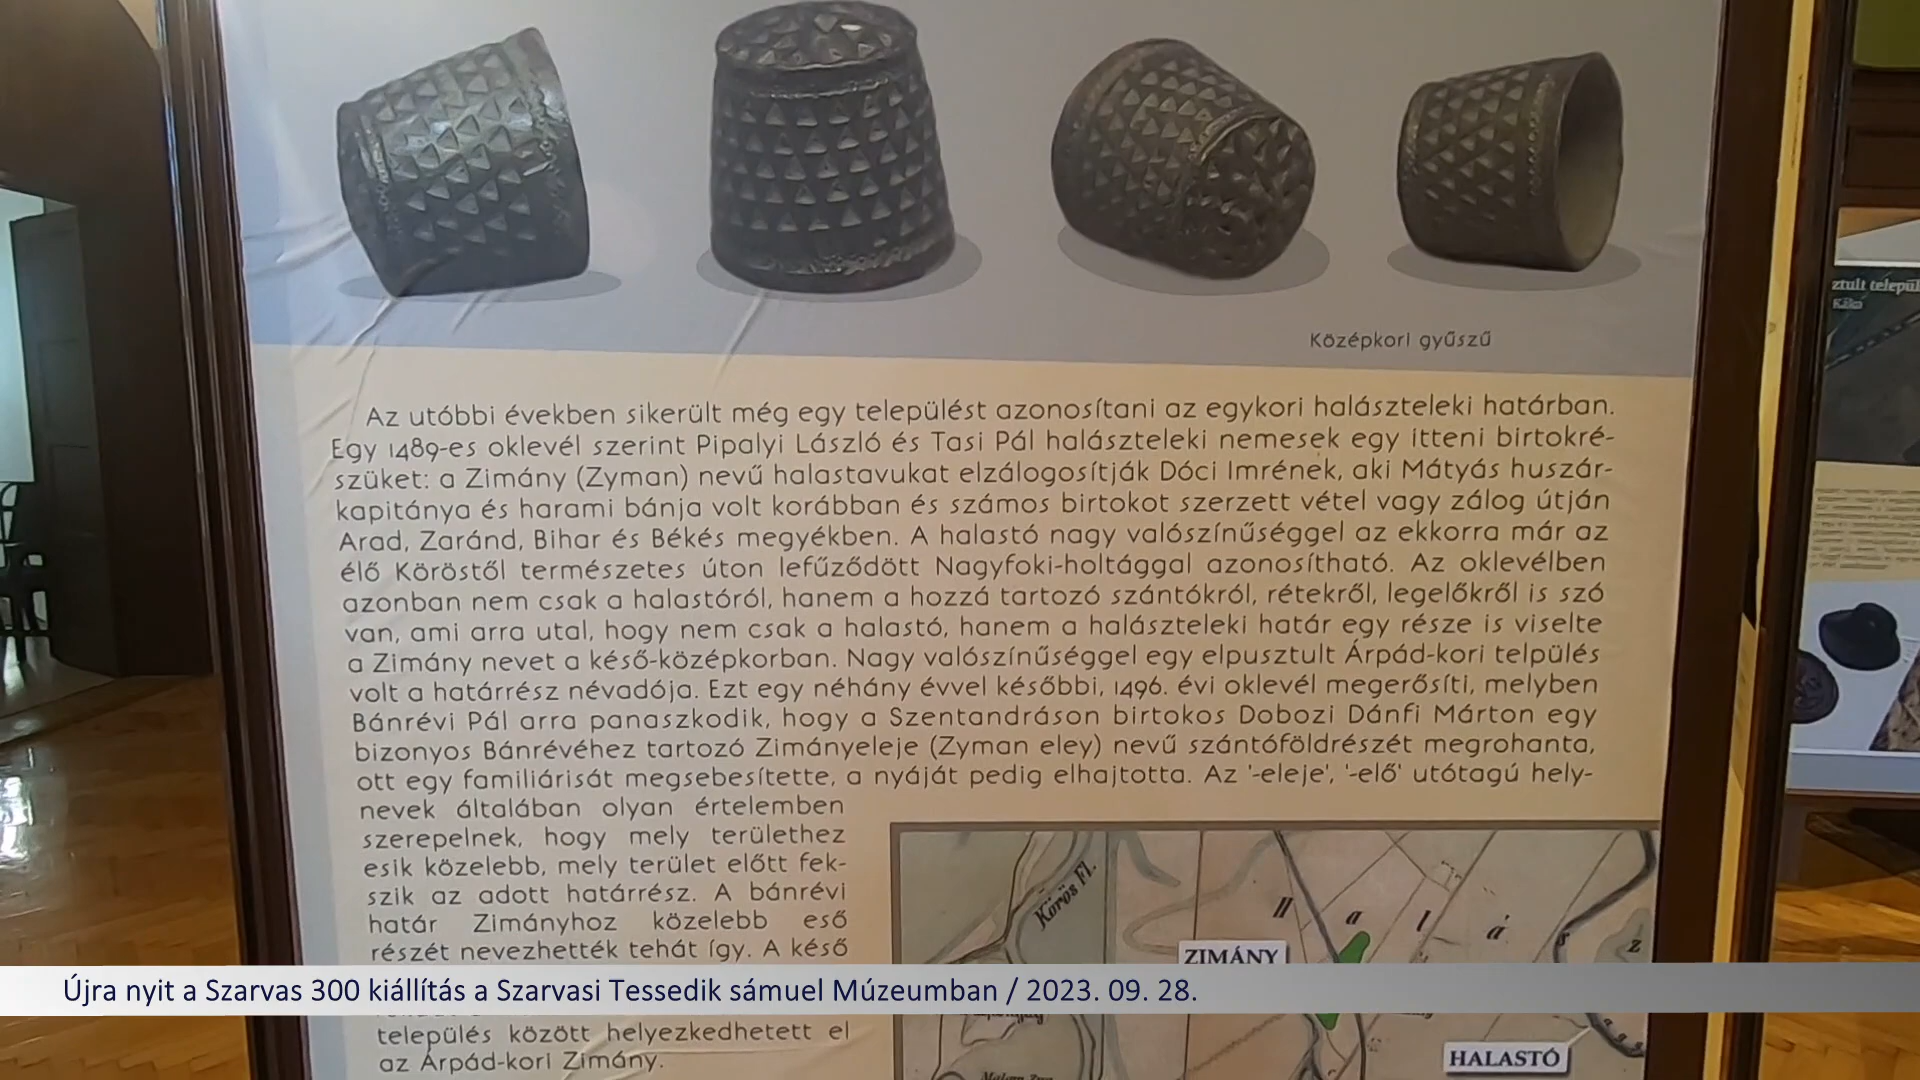 Középkori gyűszű
ztult települ
Káka
Az utóbbi években sikerült még egy települést azonosítani az egykori halászteleki határban.
Egy 1489-es oklevél szerint Pipalyi László és Tasi Pál halászteleki nemesek egy itteni birtokré-
szüket: a Zimány (Zyman) nevű halastavukat elzálogosítják Dóci Imrének, aki Mátyás huszár-
kapitánya és harami bánja volt korábban és számos birtokot szerzett vétel vagy zálog útján
Arad, Zaránd, Bihar és Békés megyékben. A halastó nagy valószínűséggel az ekkorra már az
élő Köröstől természetes úton lefűződött Nagyfoki-holtággal azonosítható. Az oklevélben
azonban nem csak a halastóról, hanem a hozzá tartozó szántókról, rétekről, legelőkről is szó
van, ami arra utal, hogy nem csak a halastó, hanem a halászteleki határ egy része is viselte
a Zimány nevet a késő-középkorban. Nagy valószínűséggel egy elpusztult Árpád-kori telpülés
volt a határrész névadója. Ezt egy néhány évvel későbbi, 1496. évi oklevél megerősíti, melyben
Bánrévi Pál arra panaszkodik, hogy a Szentandráson birtokos Dobozi Dánfi Márton egy
bizonyos Bánrévéhez tartozó Zimányeleje (Zyman eley) nevű szántóföldrészét megrohanta,
ott egy familiárisát megsebesítette, a nyáját pedig elhajtotta. Az '-eleje', '-elő' utótagú hely-
nevek általában olyan értelemben
szerepelnek, hogy mely területhez
esik közelebb, mely terület előtt fek-
szik az adott határrész. A bánrévi
határ Zimányhoz közelebb eső
részét nevezhették tehát így. A késő
település között helyezkedhetett el
az Árpád-kori Zimány.
Körös Fl.
H a l á s z
ZIMÁNY
HALASTÓ
Újra nyit a Szarvas 300 kiállítás a Szarvasi Tessedik sámuel Múzeumban / 2023. 09. 28.